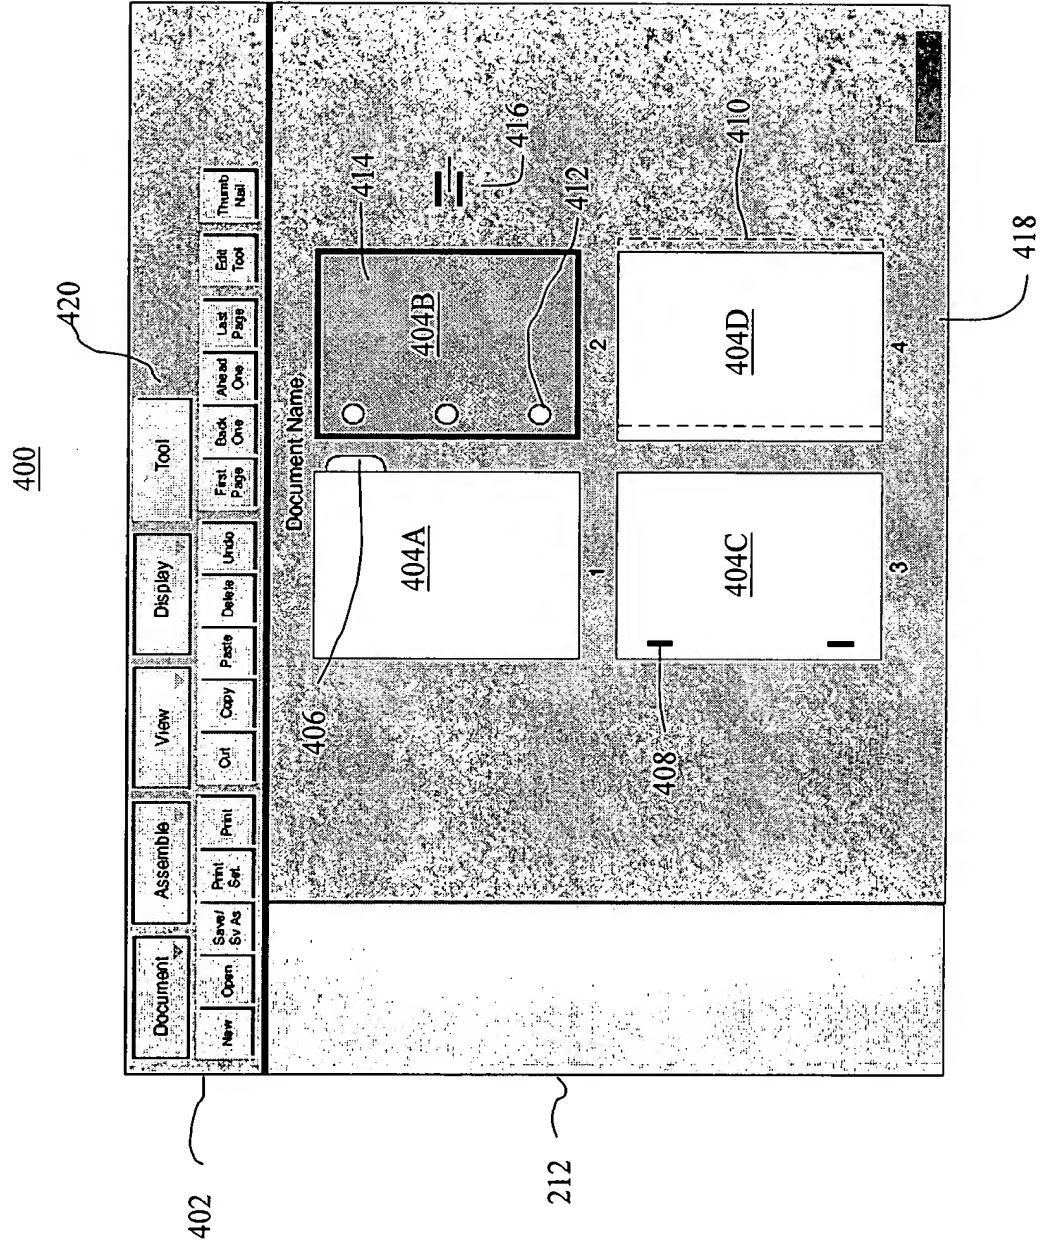 400
420
Document
Assemble
View
Display
Tool
New
Open
Save/
Sv As
Print
Set.
Print
Cut
Copy
Paste
Delete
Undo
First
Page
Back
One
Ahead
One
Last
Page
Edit
Tool
Thumb
Nail
402
Document Name
406
404A
404B
414
416
412
1
2
408
404C
404D
410
3
4
212
418